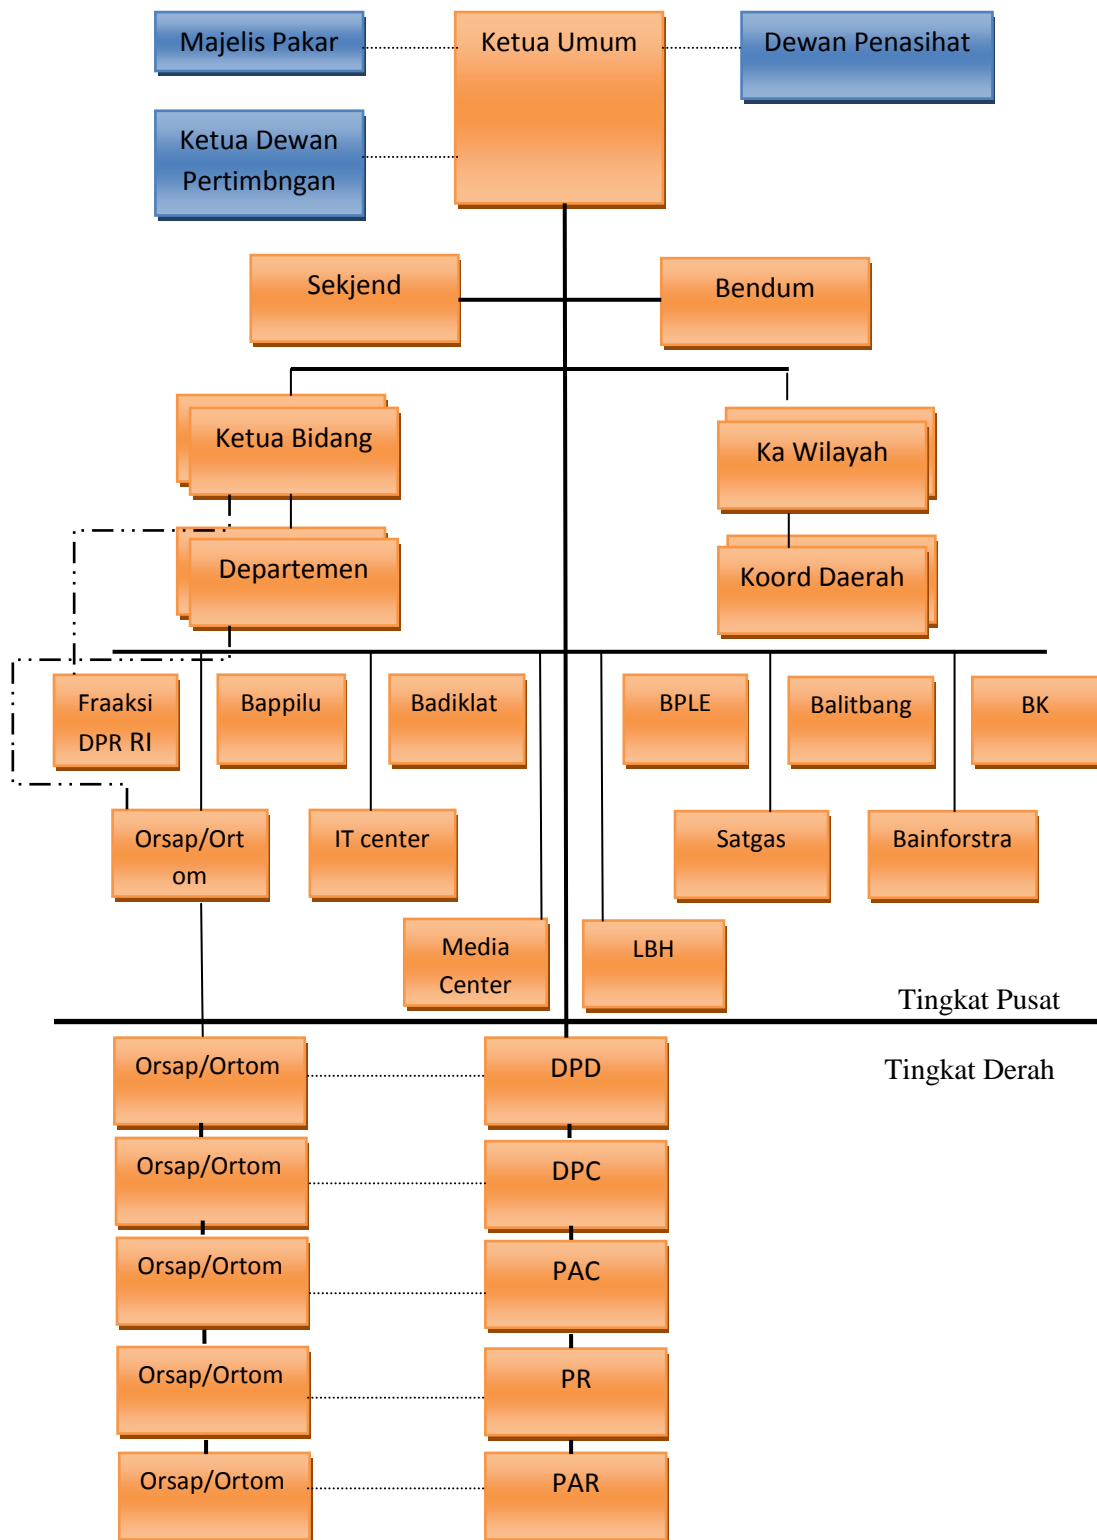 Majelis Pakar
Ketua Umum
Dewan Penasihat
Ketua Dewan
Pertimbngan
Sekjend
Bendum
Ketua Bidang
Ka Wilayah
Departemen
Koord Daerah
Fraaksi
DPR RI
Bappilu
Badiklat
BPLE
Balitbang
BK
Orsap/Ort
om
IT center
Satgas
Bainforstra
Media
Center
LBH
Tingkat Pusat
Orsap/Ortom
DPD
Tingkat Derah
Orsap/Ortom
DPC
Orsap/Ortom
PAC
Orsap/Ortom
PR
Orsap/Ortom
PAR